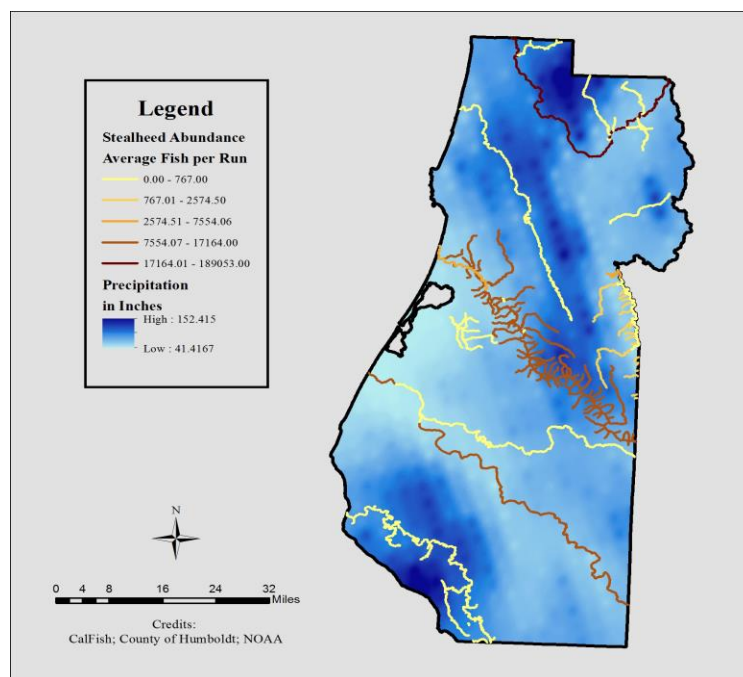 Legend
Stealheed Abundance
Average Fish per Run
0.00 - 767.00
767.01 - 2574.50
2574.51 - 7554.06
7554.07 - 17164.00
17164.01 - 189053.00
Precipitation
in Inches
High : 152.415
Low : 41.4167
N
0 4 8 16 24 32
Miles
Credits:
CalFish; County of Humboldt; NOAA